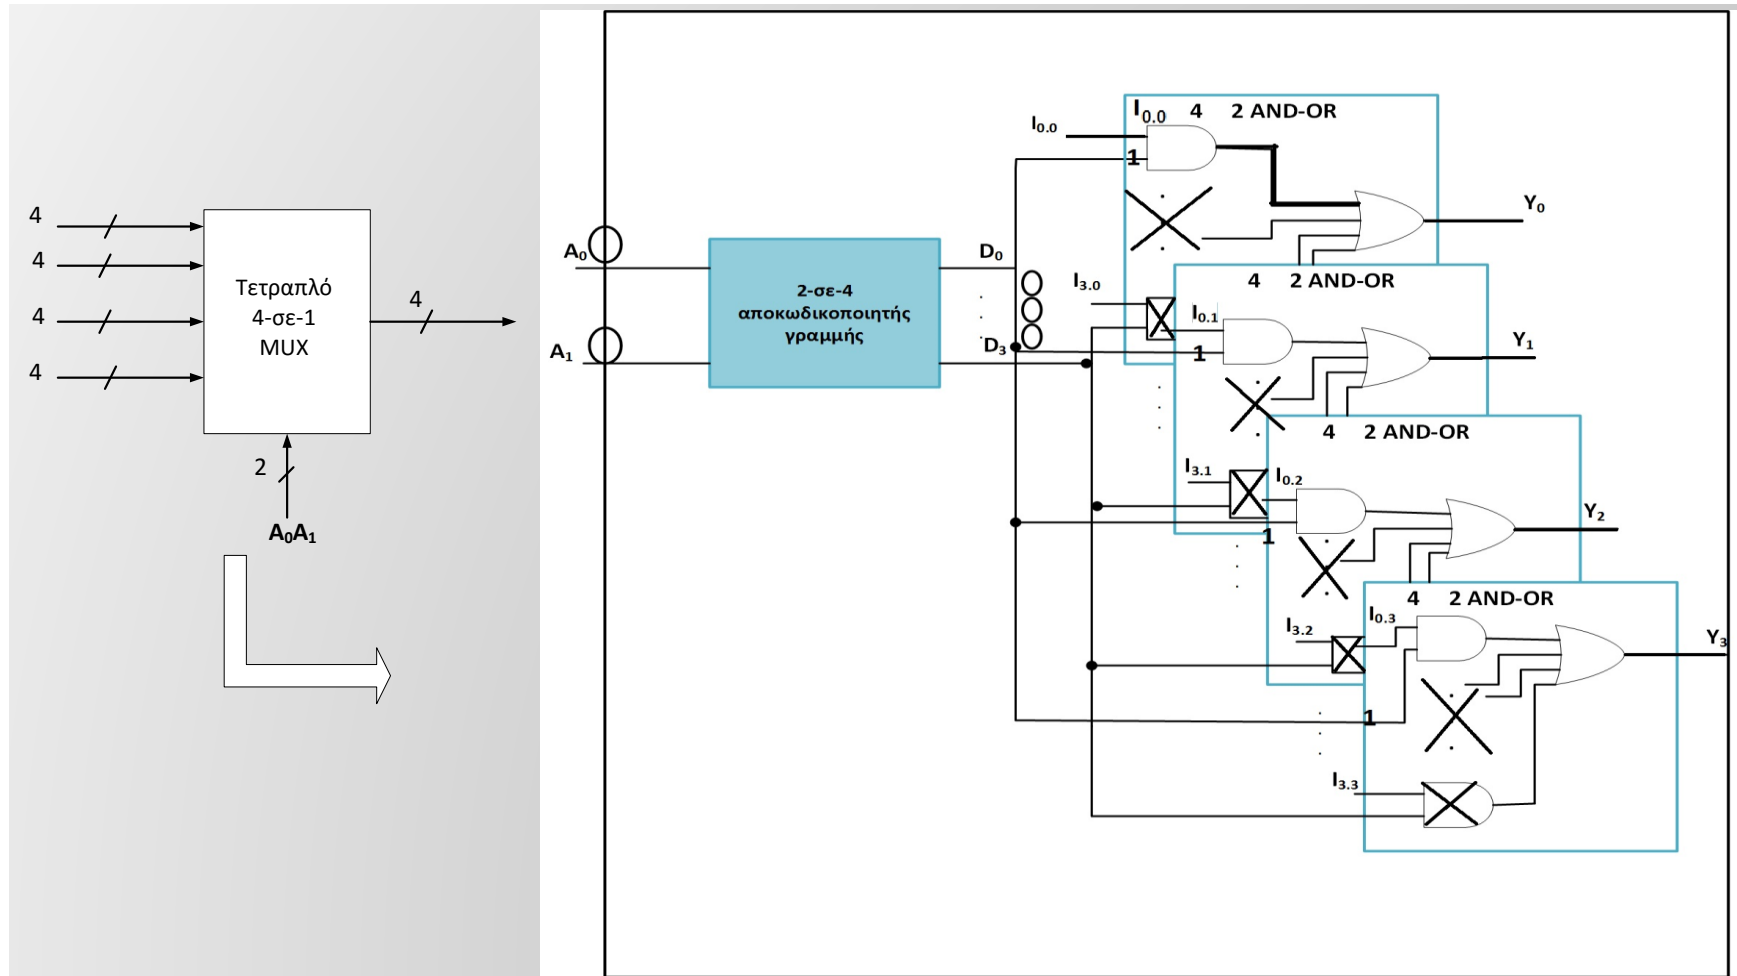 4
4
4
4
Τετραπλό
4-σε-1
MUX
4
2
A0A1
A0
A1
2-σε-4
αποκωδικοποιητής
γραμμής
D0
D3
I0.0
I0.0 4 2 AND-OR
1
Y0
4 2 AND-OR
I3.0
I0.1
1
Y1
4 2 AND-OR
I3.1
I0.2
1
Y2
4 2 AND-OR
I3.2
I0.3
1
Y3
I3.3